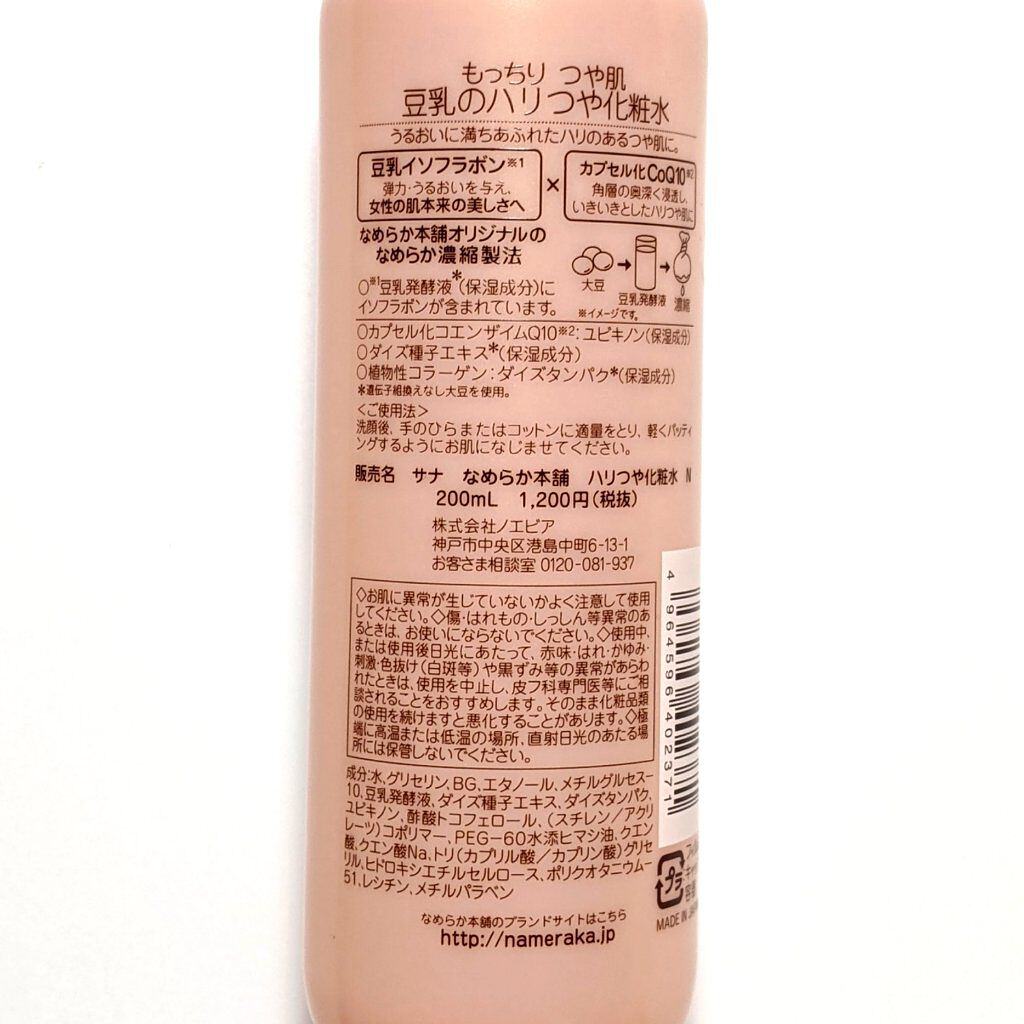 もっちり つや肌
豆乳のハリつや化粧水
うるおいに満ちあふれたハリのあるつや肌に。
豆乳イソフラボン※1
弾力・うるおいを与え、
女性の肌本来の美しさへ
×
カプセル化CoQ10※2
角層の奥深く浸透し、
いきいきとしたハリつや肌に
なめらか本舗オリジナルの
なめらか濃縮製法
大豆
豆乳発酵液
濃縮
※イメージです。
○※1豆乳発酵液*(保湿成分)に
イソフラボンが含まれています。
○カプセル化コエンザイムQ10※2:ユビキノン(保湿成分)
○ダイズ種子エキス*(保湿成分)
○植物性コラーゲン:ダイズタンパク*(保湿成分)
*遺伝子組換えなし大豆を使用。
<ご使用法>
洗顔後、手のひらまたはコットンに適量をとり、軽くパッティ
ングするようにお肌になじませてください。
販売名 サナ なめらか本舗 ハリつや化粧水 N
200mL 1,200円(税抜)
株式会社ノエビア
神戸市中央区港島中町6-13-1
お客さま相談室 0120-081-937
◇お肌に異常が生じていないかよく注意して使用
してください。◇傷・はれもの・しっしん等異常のあ
るときは、お使いにならないでください。◇使用中、
または使用後日光にあたって、赤味・はれ・かゆみ・
刺激・色抜け(白斑等)や黒ずみ等の異常があらわ
れたときは、使用を中止し、皮フ科専門医等にご相
談されることをおすすめします。そのまま化粧品類
の使用を続けますと悪化することがあります。◇極
端に高温または低温の場所、直射日光のあたる場
所には保管しないでください。
成分:水、グリセリン、BG、エタノール、メチルグルセス-
10、豆乳発酵液、ダイズ種子エキス、ダイズタンパク、
ユビキノン、酢酸トコフェロール、(スチレン/アクリ
レーツ)コポリマー、PEG-60水添ヒマシ油、クエン
酸、クエン酸Na、トリ(カプリル酸/カプリン酸)グリセ
リル、ヒドロキシエチルセルロース、ポリクオタニウム-
51、レシチン、メチルパラベン
なめらか本舗のブランドサイトはこちら
http://nameraka.jp
4964596402371
プラ
MADE IN